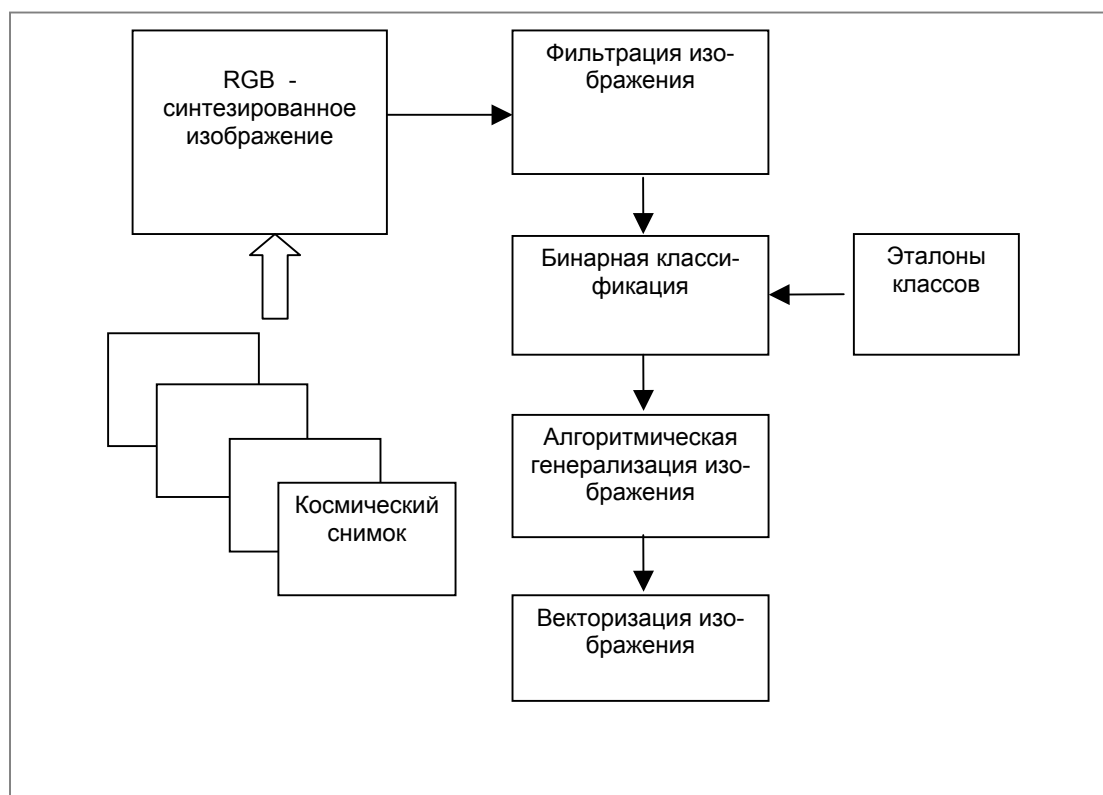 RGB -
синтезированное
изображение
Фильтрация изо-
бражения
Бинарная класси-
фикация
Эталоны
классов
Алгоритмическая
генерализация изо-
бражения
Космический
снимок
Векторизация изо-
бражения